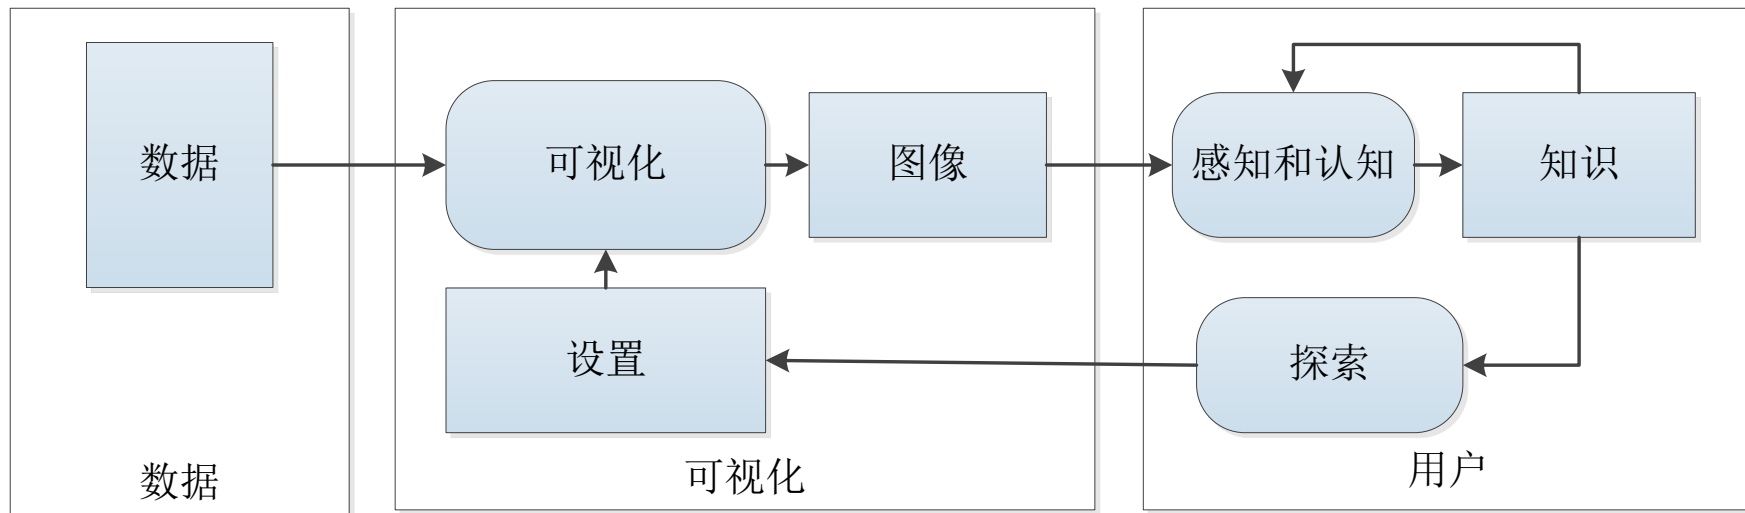 数据
可视化
图像
感知和认知
知识
设置
探索
数据
可视化
用户